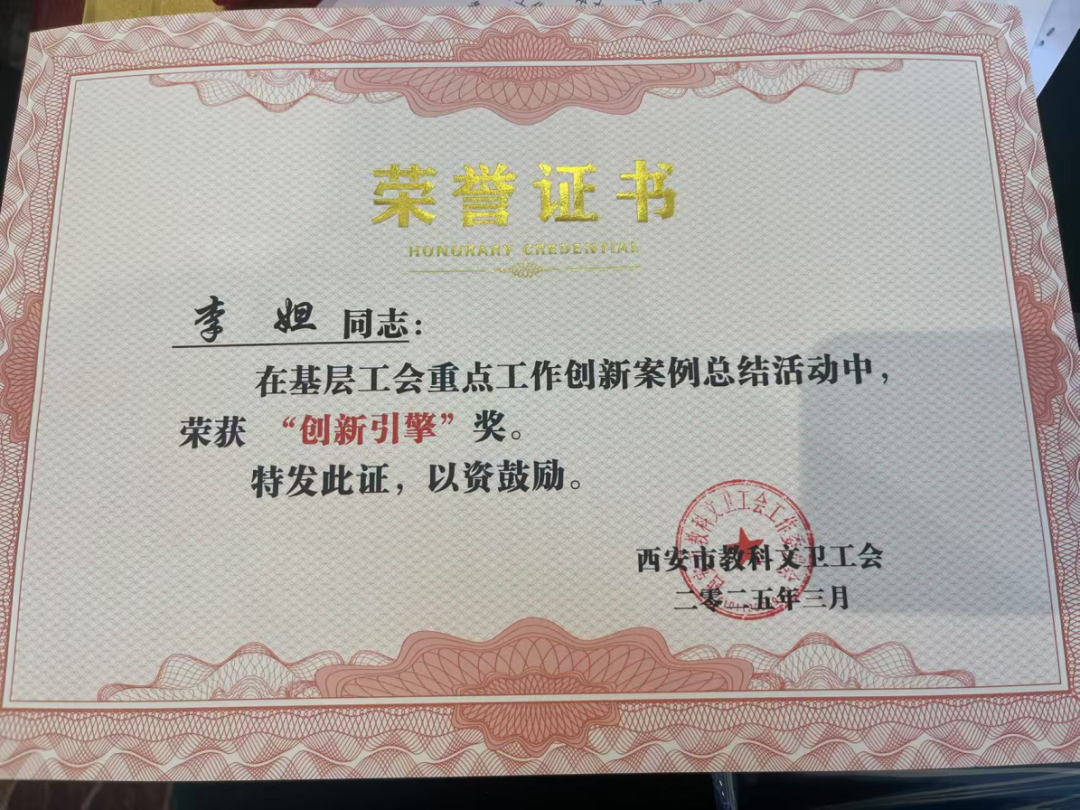 荣誉证书
HONORARY CREDENTIAL
李 妲 同志：
在基层工会重点工作创新案例总结活动中，
荣获 “创新引擎”奖。
特发此证，以资鼓励。
西安市教科文卫工会
二零二五年三月